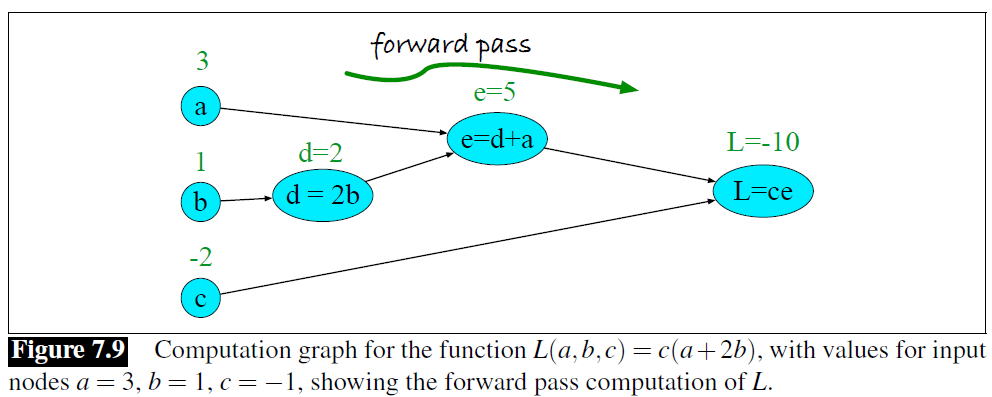 forward pass
3
a
e=5
e=d+a
d=2
L=-10
1
b
d = 2b
L=ce
-2
c
Figure 7.9 Computation graph for the function L(a,b,c) = c(a+2b), with values for input
nodes a = 3, b = 1, c = −1, showing the forward pass computation of L.